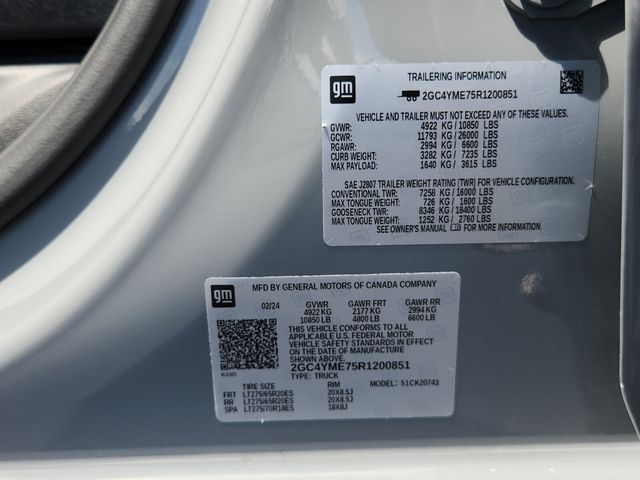 gm
TRAILERING INFORMATION
2GC4YME75R1200851
VEHICLE AND TRAILER MUST NOT EXCEED ANY OF THESE VALUES.
GVWR: 4922 KG / 10850 LBS
GCWR: 11793 KG / 26000 LBS
RGAWR: 2994 KG / 6600 LBS
CURB WEIGHT: 3282 KG / 7235 LBS
MAX PAYLOAD: 1640 KG / 3615 LBS
SAE J2807 TRAILER WEIGHT RATING (TWR) FOR VEHICLE CONFIGURATION.
CONVENTIONAL TWR: 7258 KG / 16000 LBS
MAX TONGUE WEIGHT: 726 KG / 1600 LBS
GOOSENECK TWR: 8346 KG / 18400 LBS
MAX TONGUE WEIGHT: 1252 KG / 2760 LBS
SEE OWNER'S MANUAL FOR MORE INFORMATION
gm
MFD BY GENERAL MOTORS OF CANADA COMPANY
02/24 GVWR GAWR FRT GAWR RR
4922 KG 2177 KG 2994 KG
10850 LB 4800 LB 6600 LB
THIS VEHICLE CONFORMS TO ALL
APPLICABLE U.S. FEDERAL MOTOR
VEHICLE SAFETY STANDARDS IN EFFECT
ON THE DATE OF MANUFACTURE
SHOWN ABOVE.
2GC4YME75R1200851
TYPE: TRUCK
MODEL: 51CK20743
TIRE SIZE RIM
FRT LT275/65R20ES 20X8.5J
RR LT275/65R20ES 20X8.5J
SPA LT275/70R18ES 18X8J